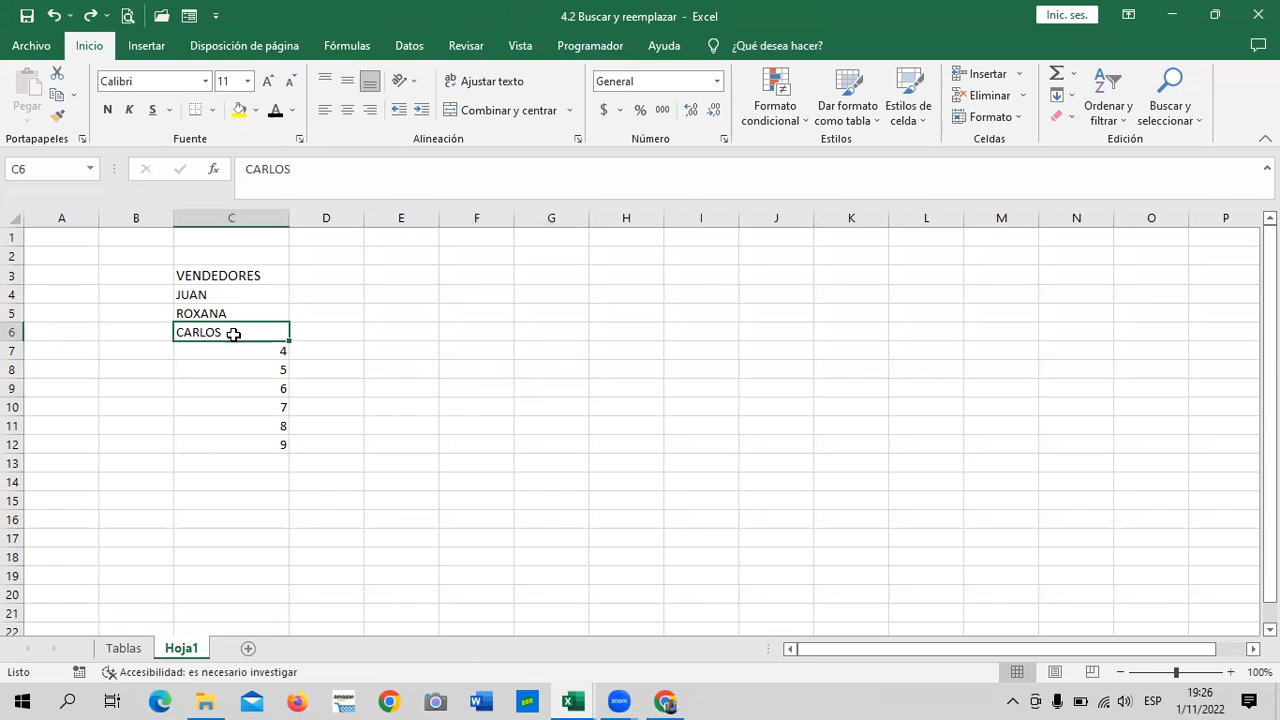 4.2 Buscar y reemplazar - Excel
Inic. ses.
Archivo Inicio Insertar Disposición de página Fórmulas Datos Revisar Vista Programador Ayuda ¿Qué desea hacer?
Pegar
Calibri 11
N K S
Ajustar texto
Combinar y centrar
General
$ % 000
Formato condicional
Dar formato como tabla
Estilos de celda
Insertar
Eliminar
Formato
Ordenar y filtrar
Buscar y seleccionar
Portapapeles Fuente Alineación Número Estilos Celdas Edición
C6 fx CARLOS
A B C D E F G H I J K L M N O P
1
2
3 VENDEDORES
4 JUAN
5 ROXANA
6 CARLOS
7 4
8 5
9 6
10 7
11 8
12 9
13
14
15
16
17
18
19
20
21
22
Tablas Hoja1
Listo Accesibilidad: es necesario investigar 100%
ESP
19:26
1/11/2022